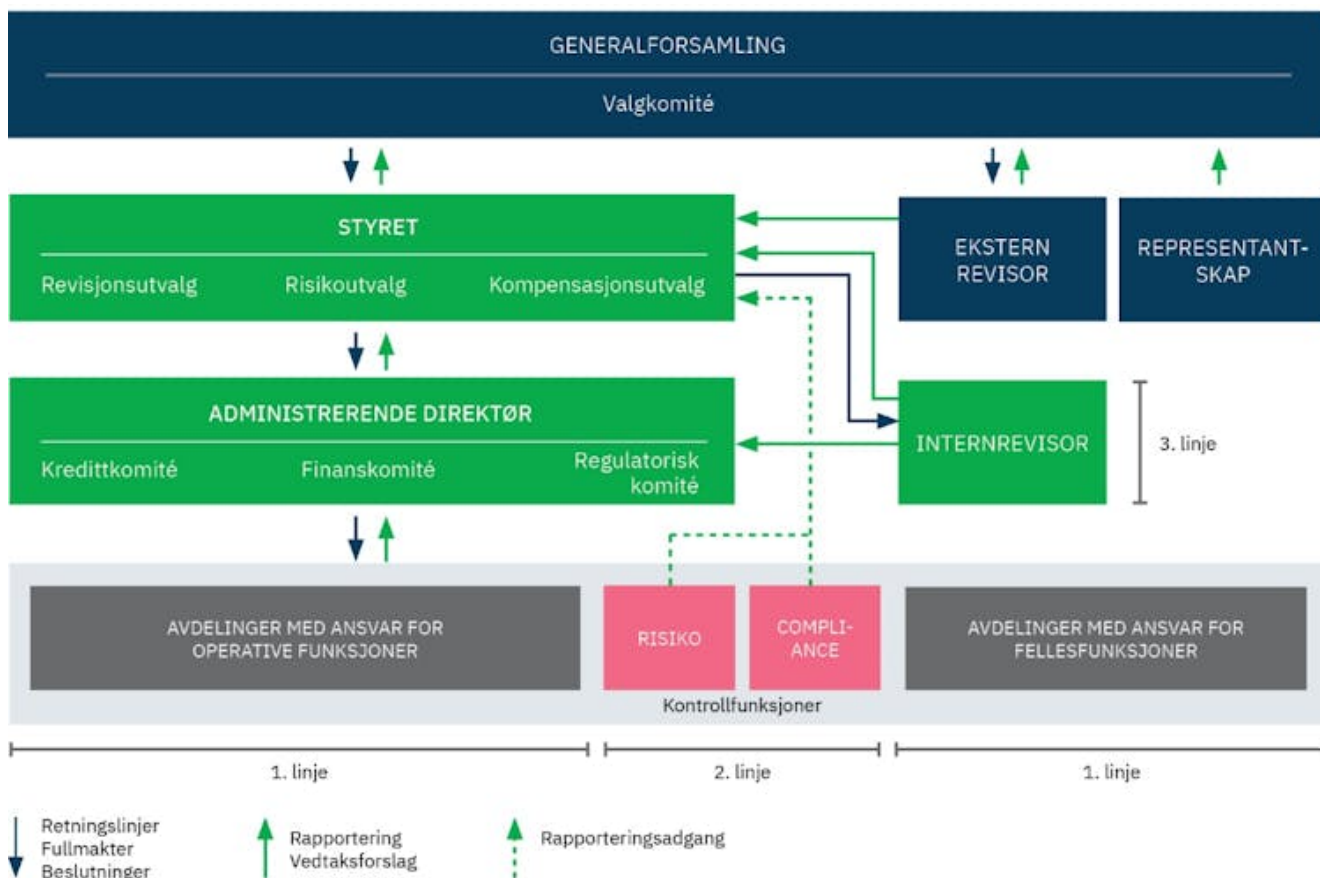 GENERALFORSAMLING
Valgkomité
STYRET
Revisjonsutvalg
Risikoutvalg
Kompensasjonsutvalg
EKSTERN
REVISOR
REPRESENTANT-
SKAP
ADMINISTRERENDE DIREKTØR
Kredittkomité
Finanskomité
Regulatorisk
komité
INTERNREVISOR
3. linje
AVDELINGER MED ANSVAR FOR
OPERATIVE FUNKSJONER
RISIKO
COMPLI-
ANCE
AVDELINGER MED ANSVAR FOR
FELLESFUNKSJONER
Kontrollfunksjoner
1. linje
2. linje
1. linje
Retningslinjer
Fullmakter
Beslutninger
Rapportering
Vedtaksforslag
Rapporteringsadgang